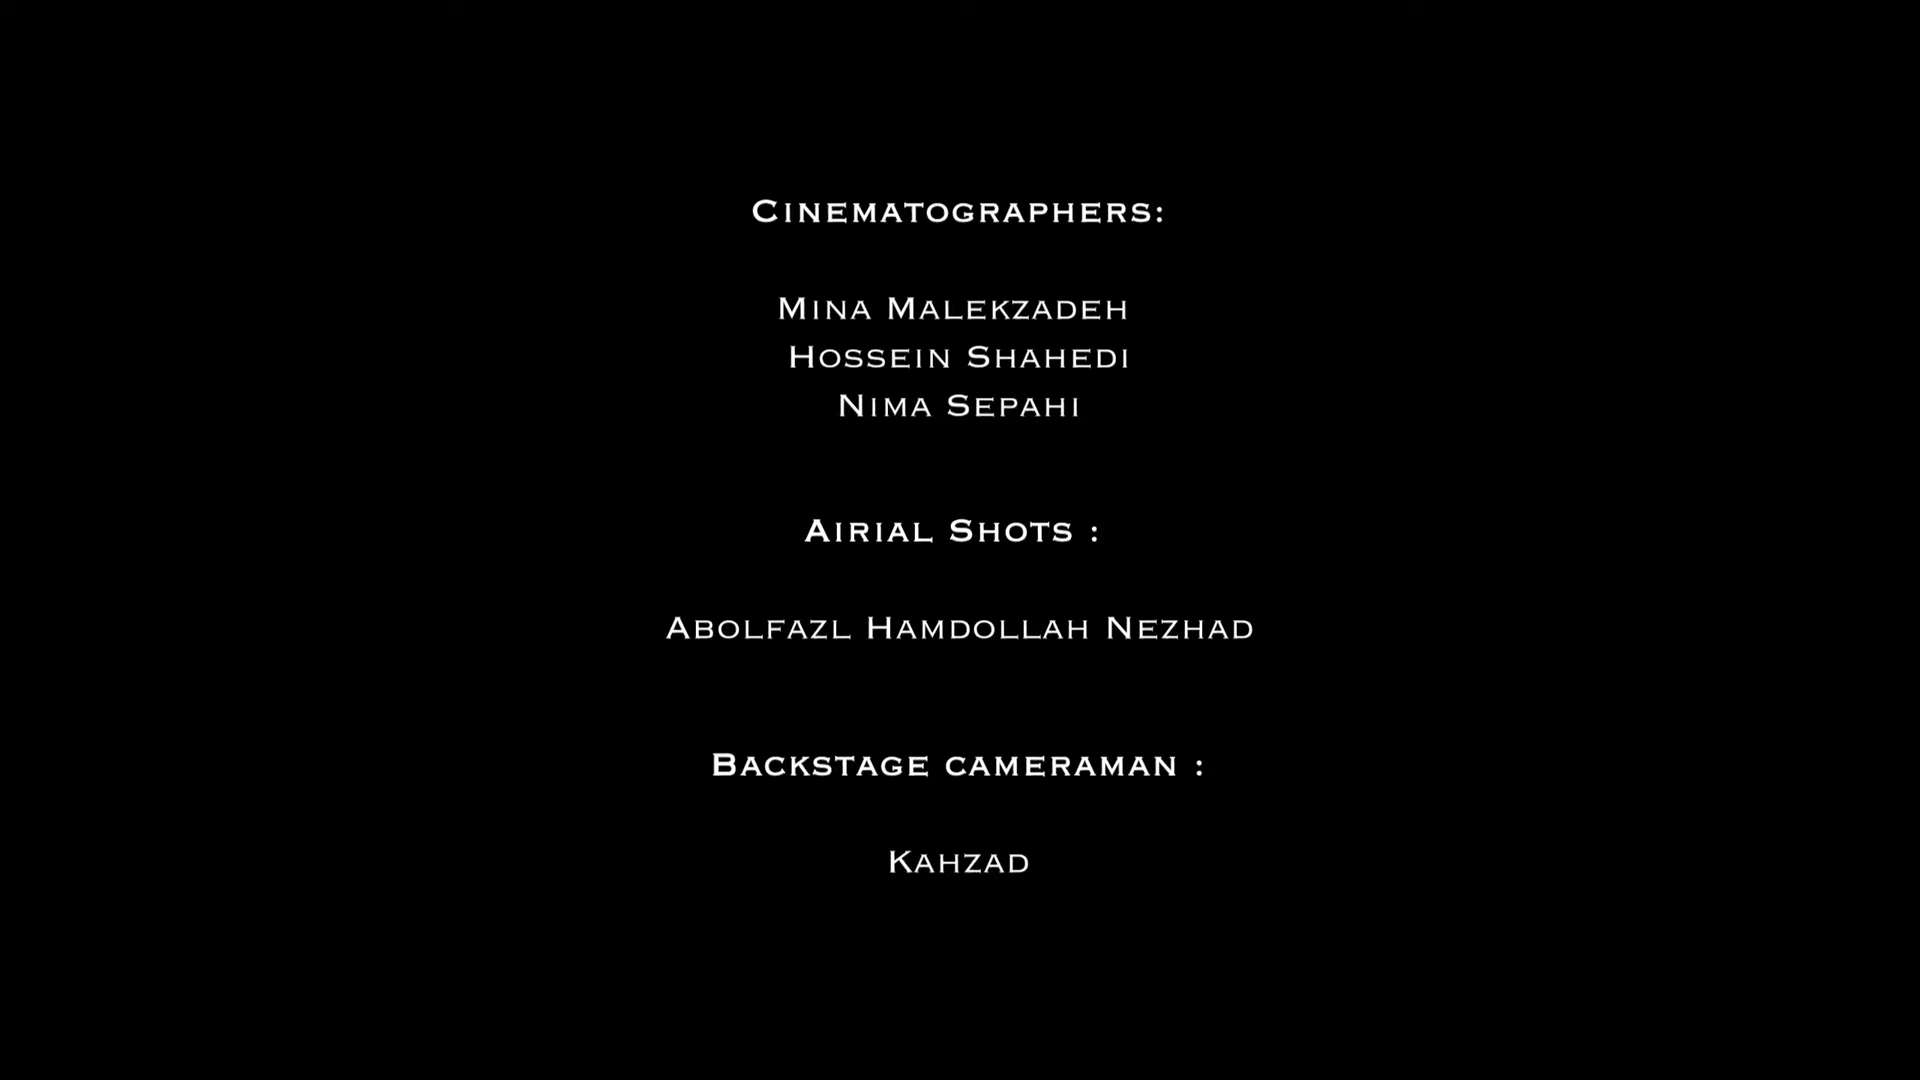 Cinematographers:
Mina Malekzadeh
Hossein Shahedi
Nima Sepahi
Airial Shots :
Abolfazl Hamdollah Nezhad
Backstage cameraman :
Kahzad